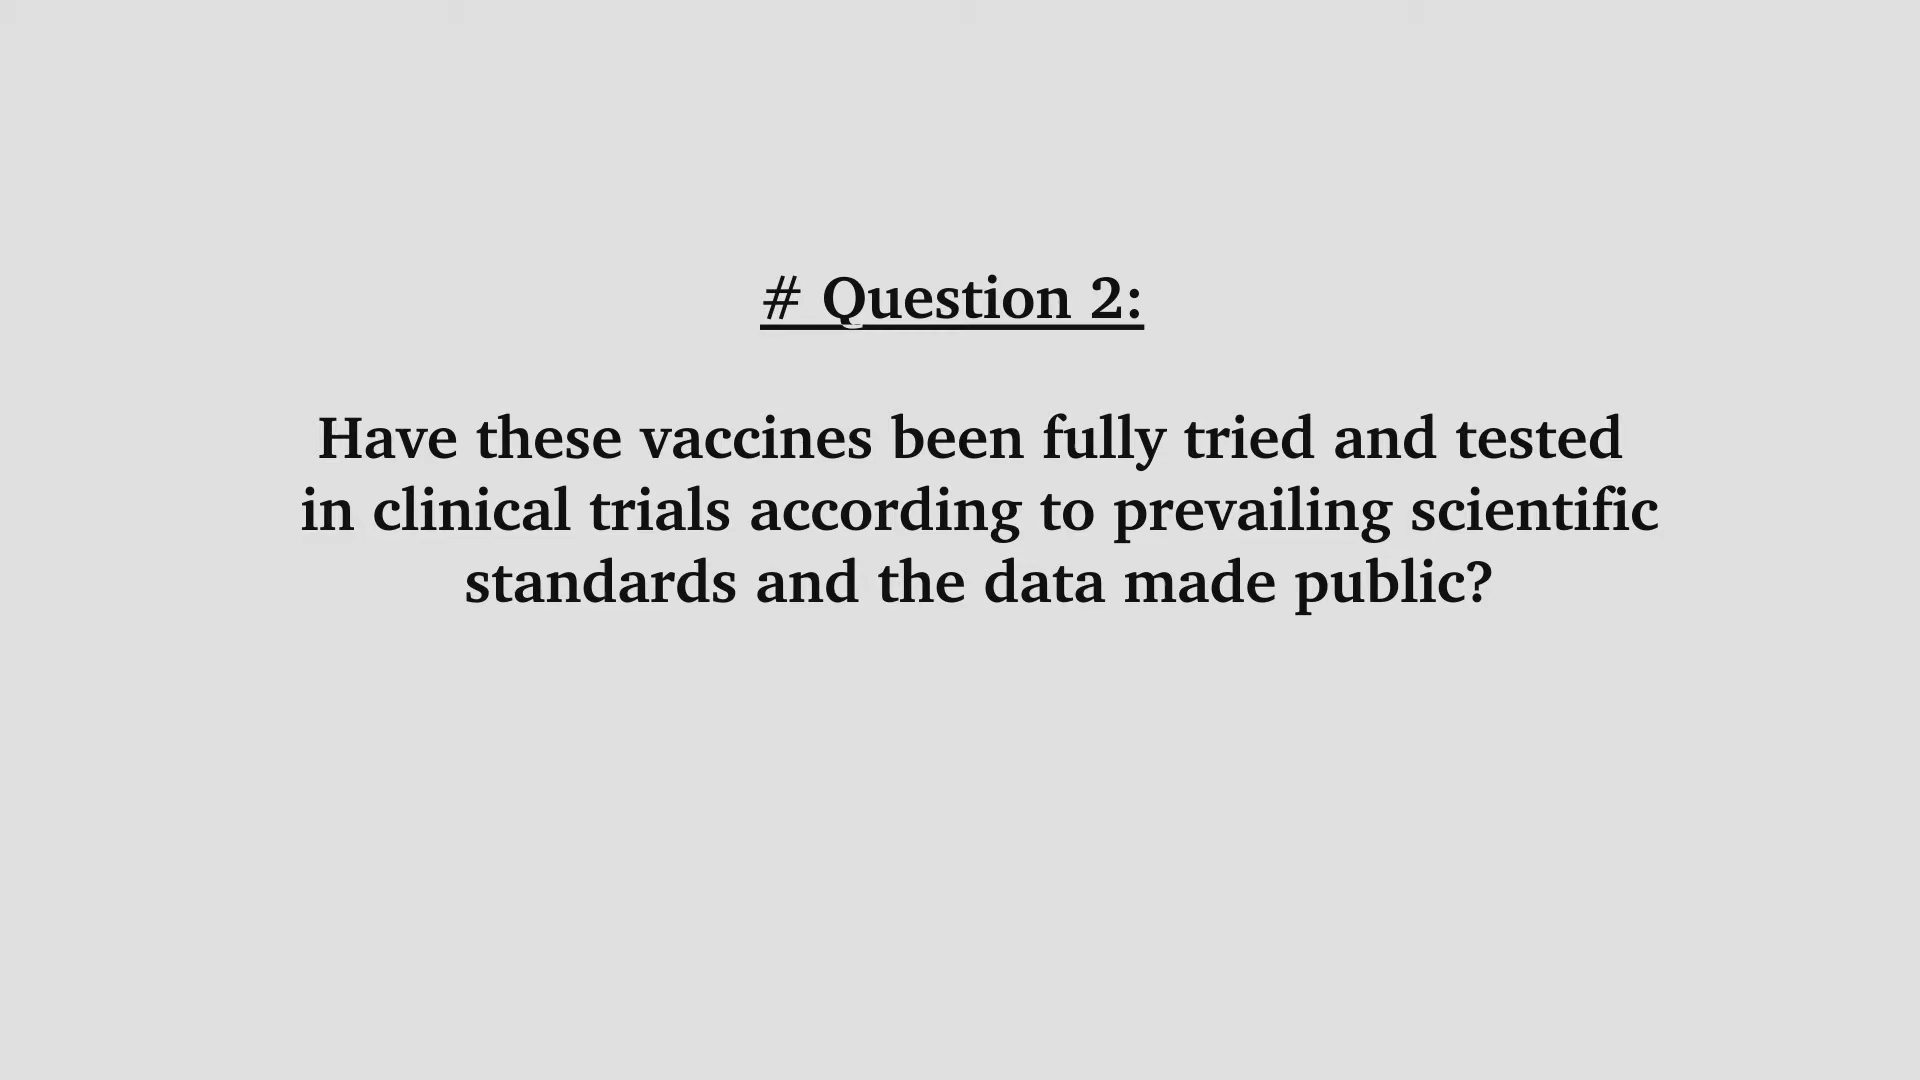 # Question 2:
Have these vaccines been fully tried and tested
in clinical trials according to prevailing scientific
standards and the data made public?